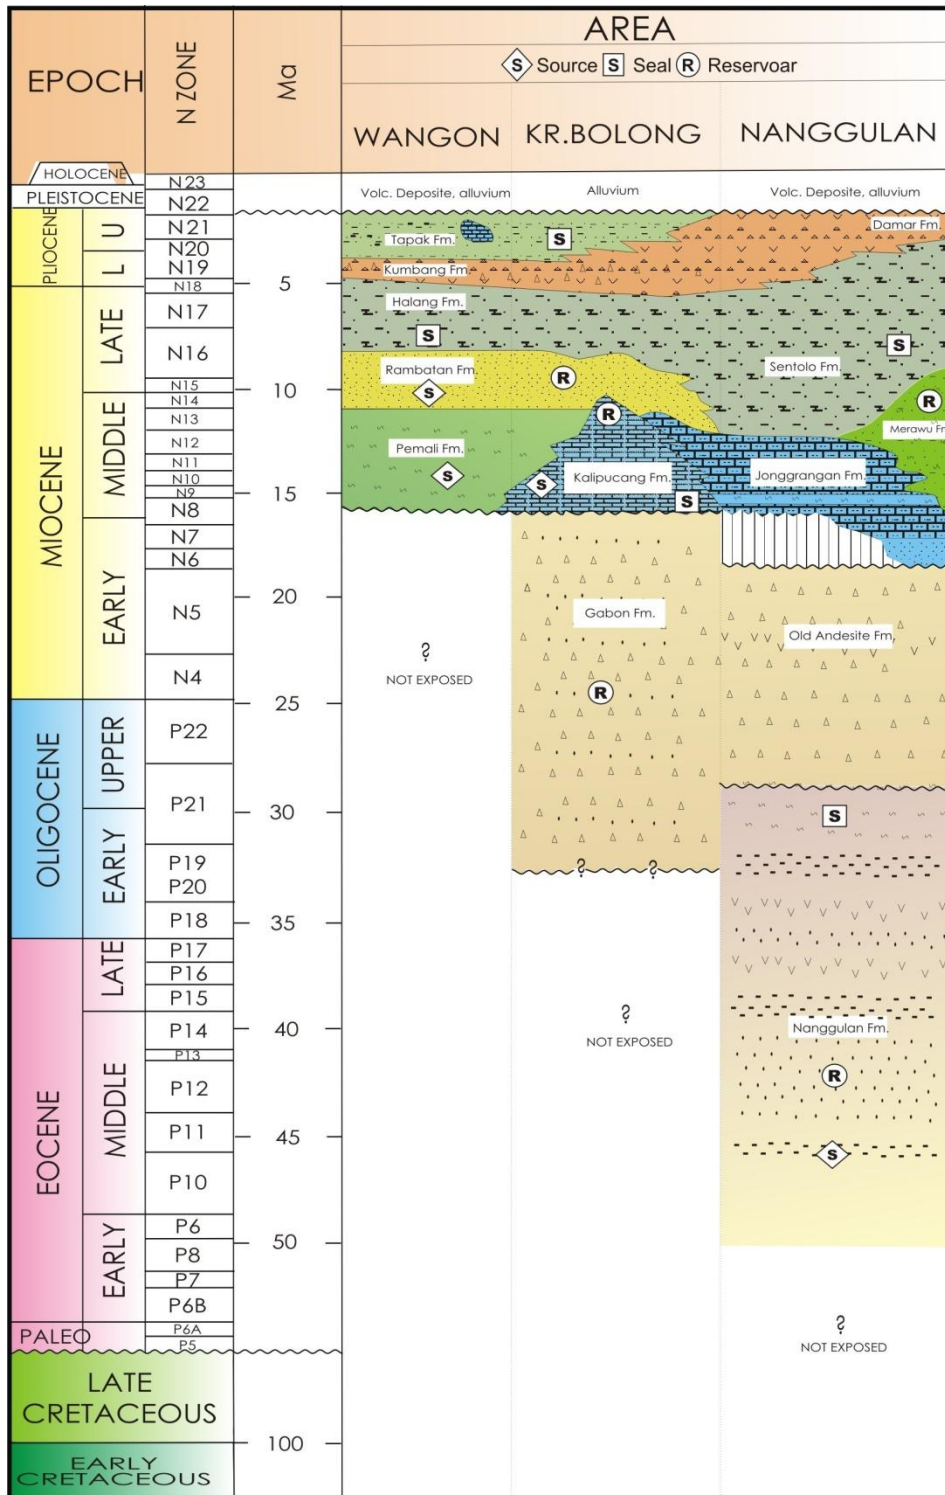 AREA
S Source S Seal R Reservoar
EPOCH
N ZONE
Ma
WANGON
KR.BOLONG
NANGGULAN
HOLOCENE
PLEISTOCENE
PLIOCENE
U
L
MIOCENE
LATE
MIDDLE
EARLY
OLIGOCENE
UPPER
EARLY
EOCENE
LATE
MIDDLE
EARLY
PALEO
LATE
CRETACEOUS
EARLY
CRETACEOUS
N23
N22
N21
N20
N19
N18
N17
N16
N15
N14
N13
N12
N11
N10
N9
N8
N7
N6
N5
N4
P22
P21
P19
P20
P18
P17
P16
P15
P14
P13
P12
P11
P10
P6
P8
P7
P6B
P6A
P5
5
10
15
20
25
30
35
40
45
50
100
Volc. Deposite, alluvium
Tapak Fm.
Kumbang Fm.
Halang Fm.
S
Rambatan Fm.
S
Pemali Fm.
S
?
NOT EXPOSED
Alluvium
S
R
R
Kalipucang Fm.
S
S
Gabon Fm.
R
? ?
?
NOT EXPOSED
Volc. Deposite, alluvium
Damar Fm.
S
Sentolo Fm.
R
Merawu Fm
Jonggrangan Fm.
Old Andesite Fm.
S
Nanggulan Fm.
R
S
?
NOT EXPOSED